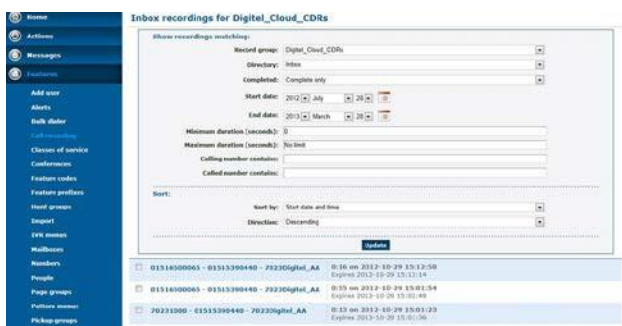 Home
Actions
Messages
Features
Add user
Alerts
Bulk dialer
Call recording
Classes of service
Conferences
Feature codes
Feature prefixes
Hunt groups
Import
IVR menus
Mailboxes
Numbers
People
Page groups
Pickup groups
Inbox recordings for Digitel_Cloud_CDRs
Show recordings matching:
Record group: Digitel_Cloud_CDRs
Directory: Inbox
Completed: Complete only
Start date: 2012 July 26
End date: 2013 March 28
Minimum duration (seconds): 0
Maximum duration (seconds): No limit
Calling number contains:
Called number contains:
Sort:
Sort by: Start date and time
Direction: Descending
Update
01516500065 - 01515390440 - 7023Digitel_AA 0:16 on 2012-10-29 15:12:58
Expires 2013-10-29 15:13:14
01516500065 - 01515390440 - 7023Digitel_AA 0:55 on 2012-10-29 15:01:54
Expires 2013-10-29 15:02:49
70231000 - 01515390440 - 7023Digitel_AA 0:13 on 2012-10-29 15:01:23
Expires 2013-10-29 15:01:36